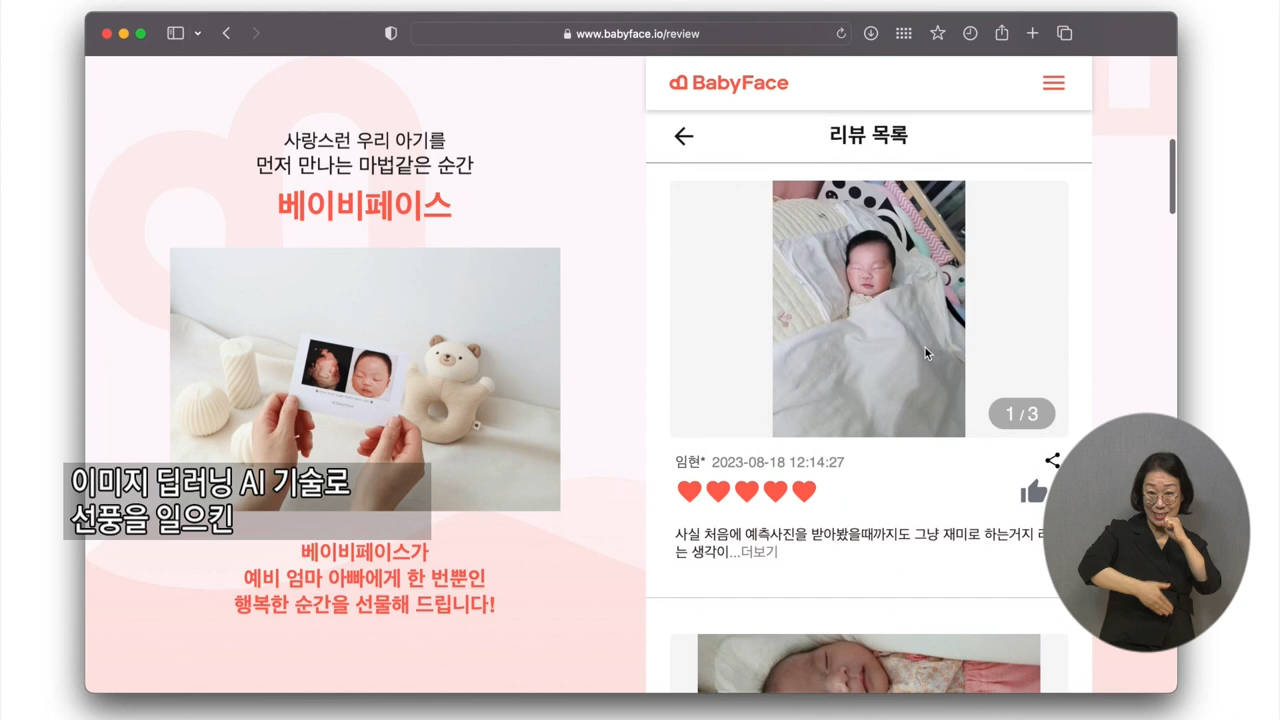 www.babyface.io/review
사랑스런 우리 아기를
먼저 만나는 마법같은 순간
베이비페이스
이미지 딥러닝 AI 기술로
선풍을 일으킨
베이비페이스가
예비 엄마 아빠에게 한 번뿐인
행복한 순간을 선물해 드립니다!
BabyFace
리뷰 목록
1 / 3
임현* 2023-08-18 12:14:27
사실 처음에 예측사진을 받아봤을때까지도 그냥 재미로 하는거지
는 생각이...더보기